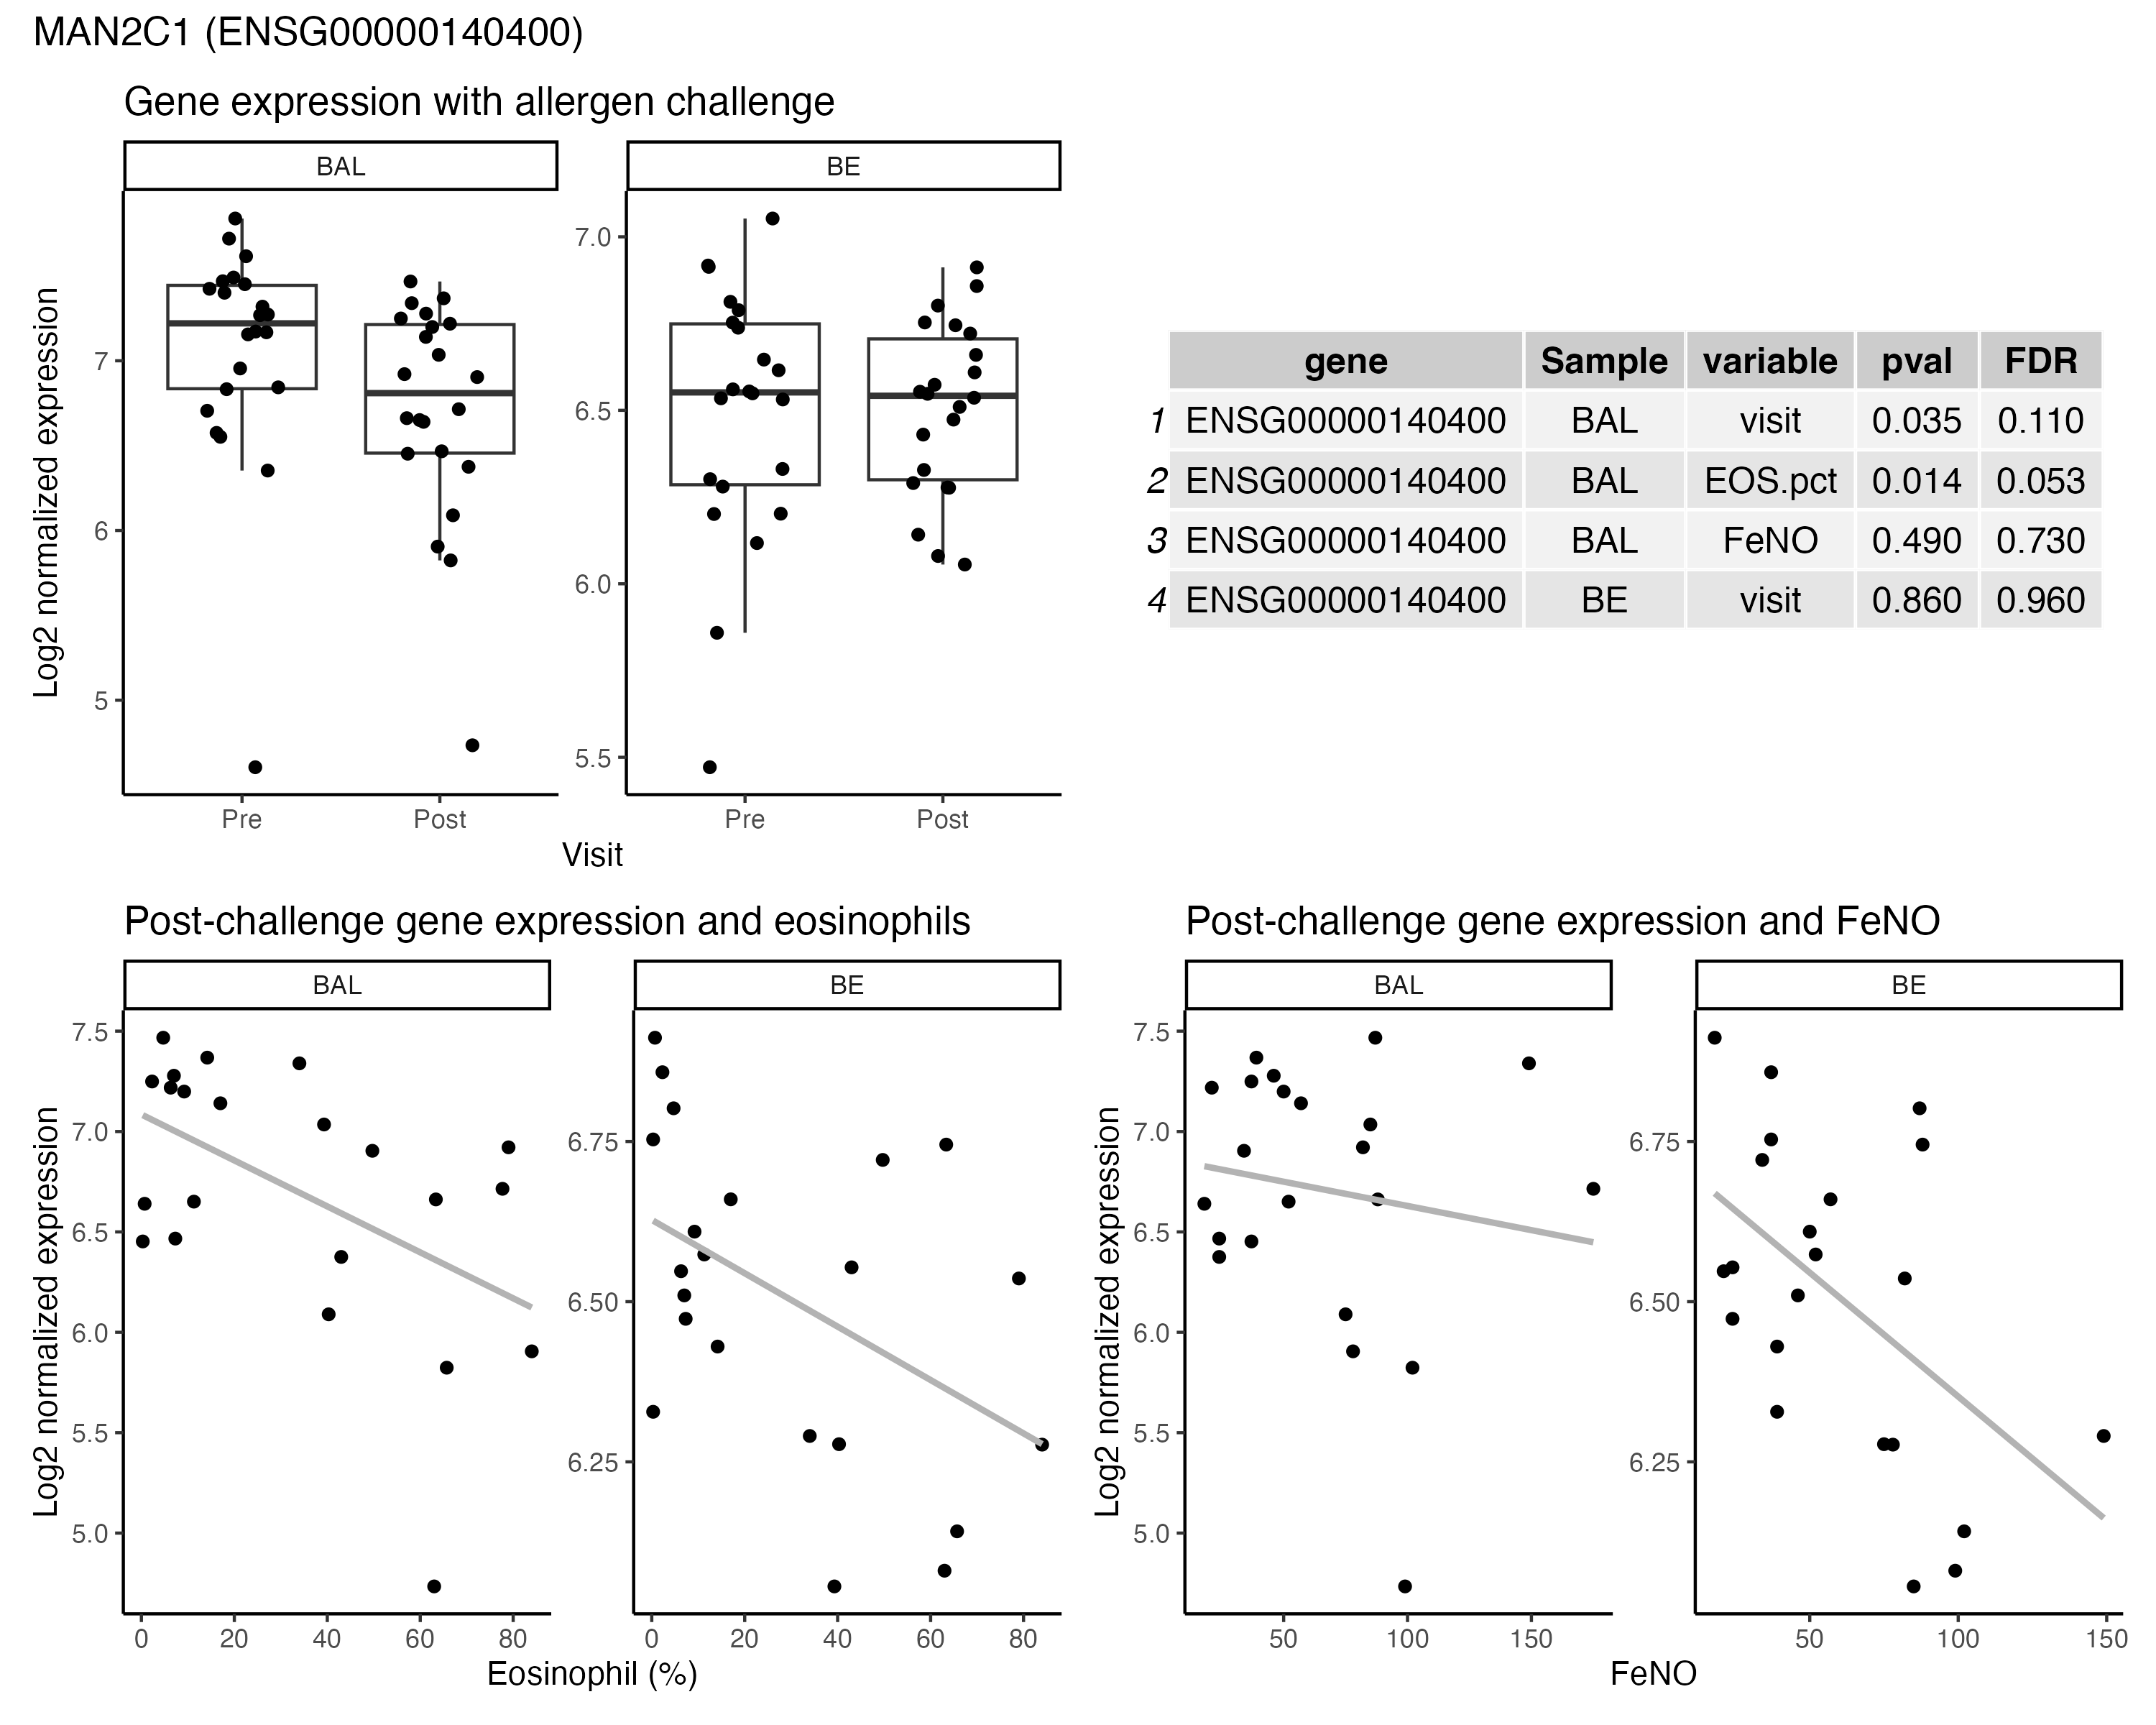 MAN2C1 (ENSG00000140400)
Gene expression with allergen challenge
BAL
BE
Log2 normalized expression
7
6
5
7.0
6.5
6.0
5.5
Pre
Post
Pre
Post
Visit
gene Sample variable pval FDR
1 ENSG00000140400 BAL visit 0.035 0.110
2 ENSG00000140400 BAL EOS.pct 0.014 0.053
3 ENSG00000140400 BAL FeNO 0.490 0.730
4 ENSG00000140400 BE visit 0.860 0.960
Post-challenge gene expression and eosinophils
BAL
BE
Log2 normalized expression
7.5
7.0
6.5
6.0
5.5
5.0
6.75
6.50
6.25
0 20 40 60 80
0 20 40 60 80
Eosinophil (%)
Post-challenge gene expression and FeNO
BAL
BE
Log2 normalized expression
7.5
7.0
6.5
6.0
5.5
5.0
6.75
6.50
6.25
50 100 150
50 100 150
FeNO